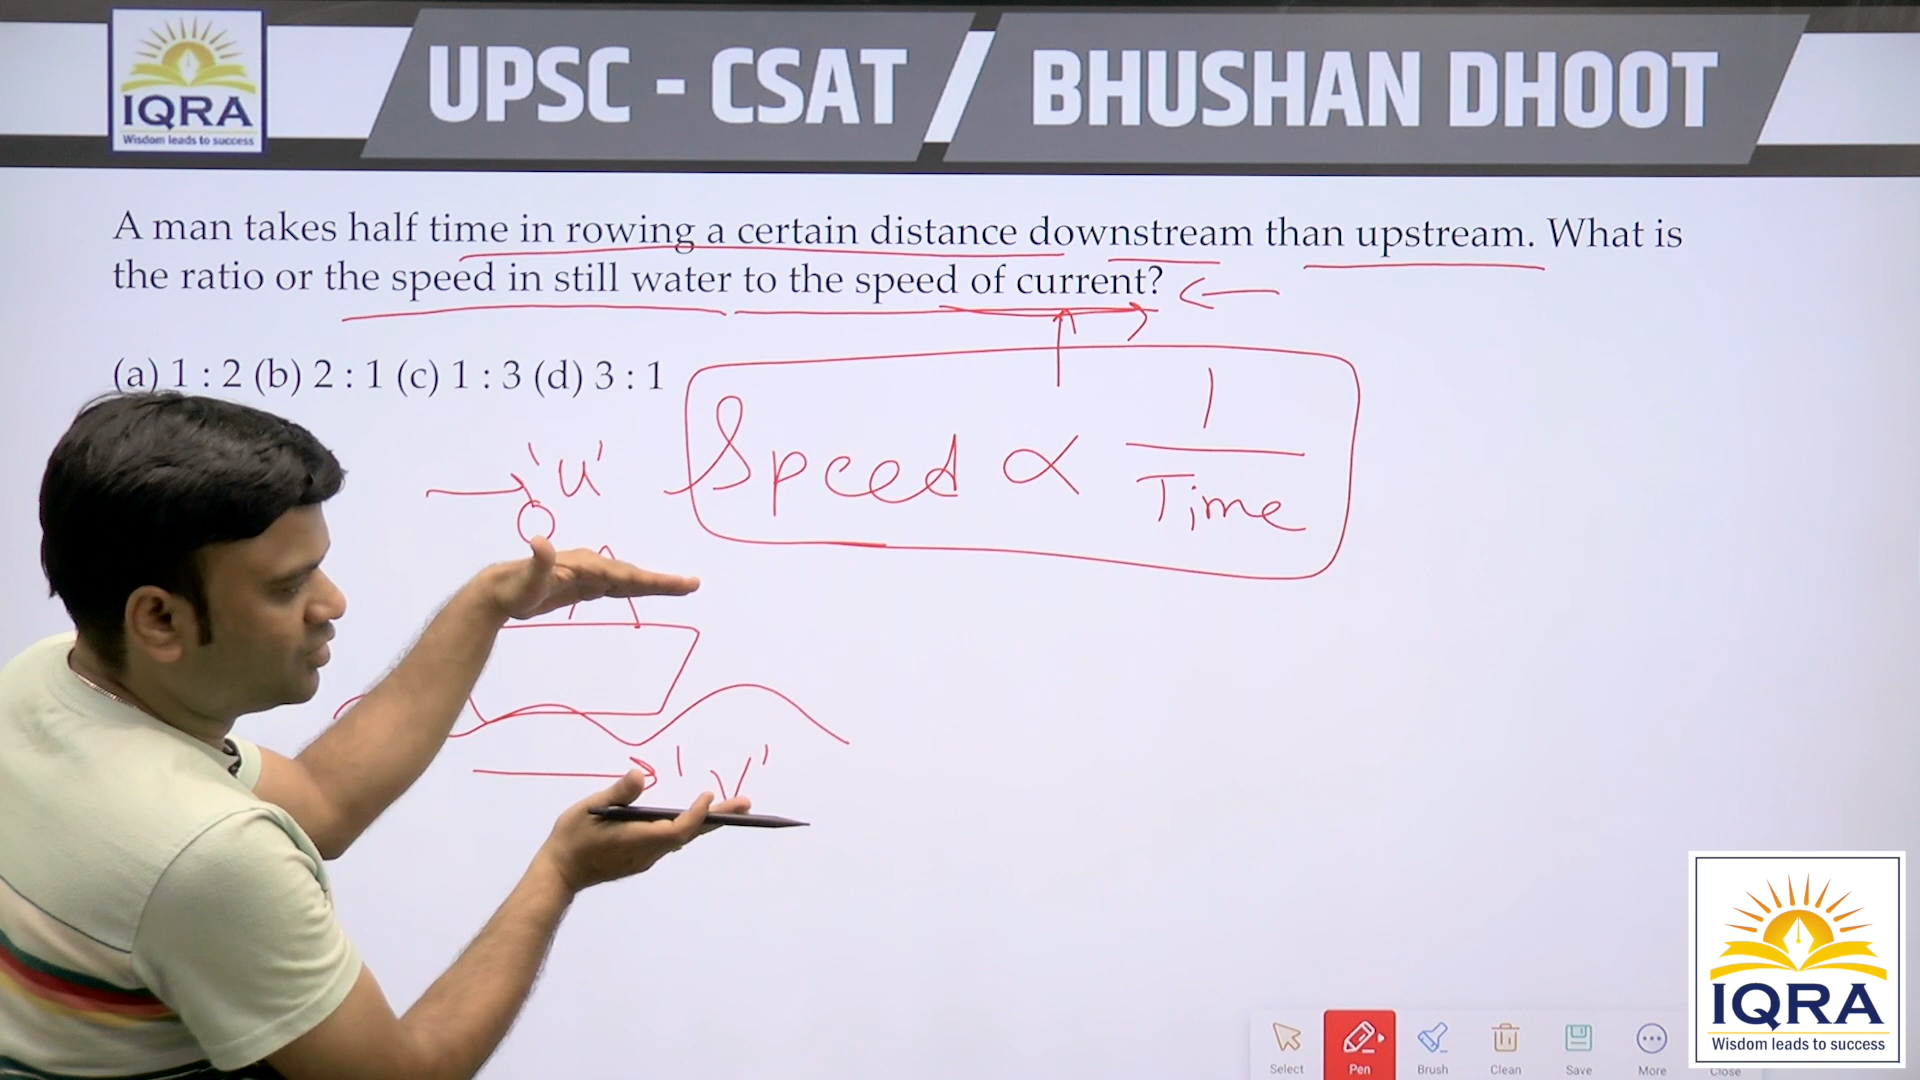 IQRA
Wisdom leads to success
UPSC - CSAT / BHUSHAN DHOOT
A man takes half time in rowing a certain distance downstream than upstream. What is
the ratio or the speed in still water to the speed of current?
(a) 1 : 2 (b) 2 : 1 (c) 1 : 3 (d) 3 : 1
Speed ∝ 1
Time
'u'
'v'
IQRA
Wisdom leads to success
Select Pen Brush Clean Save More Close